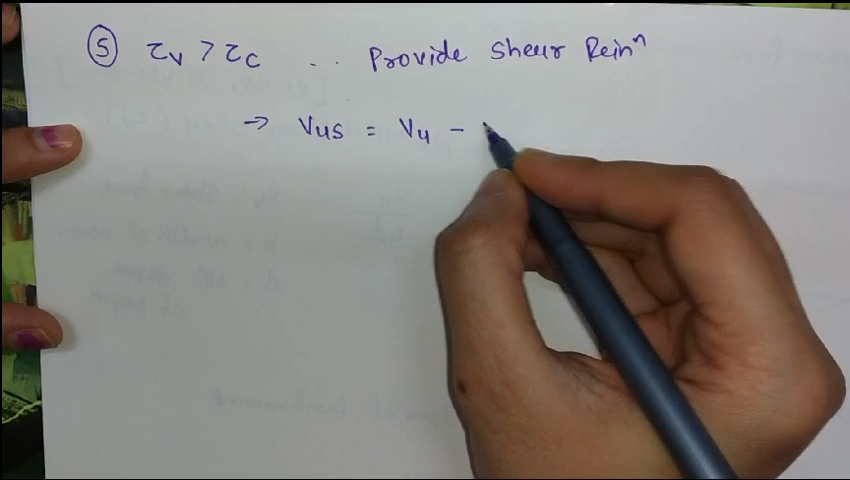 ⑤ τv > τc .. Provide Shear Reinⁿ
→ Vus = Vu -